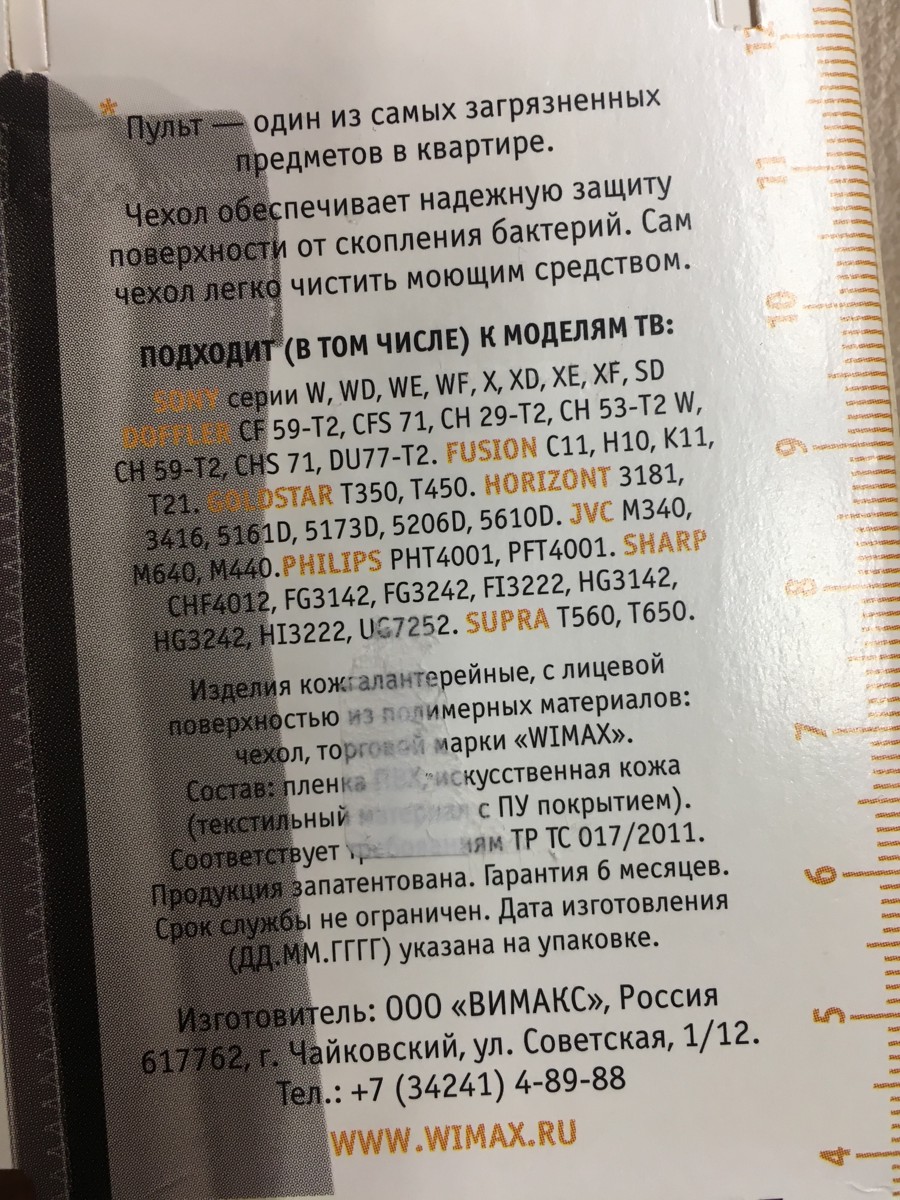 * Пульт — один из самых загрязненных
предметов в квартире.
Чехол обеспечивает надежную защиту
поверхности от скопления бактерий. Сам
чехол легко чистить моющим средством.
ПОДХОДИТ (В ТОМ ЧИСЛЕ) К МОДЕЛЯМ ТВ:
SONY серии W, WD, WE, WF, X, XD, XE, XF, SD
DOFFLER CF 59-T2, CFS 71, CH 29-T2, CH 53-T2 W,
CH 59-T2, CHS 71, DU77-T2. FUSION C11, H10, K11,
T21. GOLDSTAR T350, T450. HORIZONT 3181,
3416, 5161D, 5173D, 5206D, 5610D. JVC M340,
M640, M440. PHILIPS PHT4001, PFT4001. SHARP
CHF4012, FG3142, FG3242, FI3222, HG3142,
HG3242, HI3222, UG7252. SUPRA T560, T650.
Изделия кожгалантерейные, с лицевой
поверхностью из полимерных материалов:
чехол, торговой марки «WIMAX».
Состав: пленка ПВХ, искусственная кожа
(текстильный материал с ПУ покрытием).
Соответствует требованиям ТР ТС 017/2011.
Продукция запатентована. Гарантия 6 месяцев.
Срок службы не ограничен. Дата изготовления
(ДД.ММ.ГГГГ) указана на упаковке.
Изготовитель: ООО «ВИМАКС», Россия
617762, г. Чайковский, ул. Советская, 1/12.
Тел.: +7 (34241) 4-89-88
WWW.WIMAX.RU
12
11
10
9
8
7
6
5
4